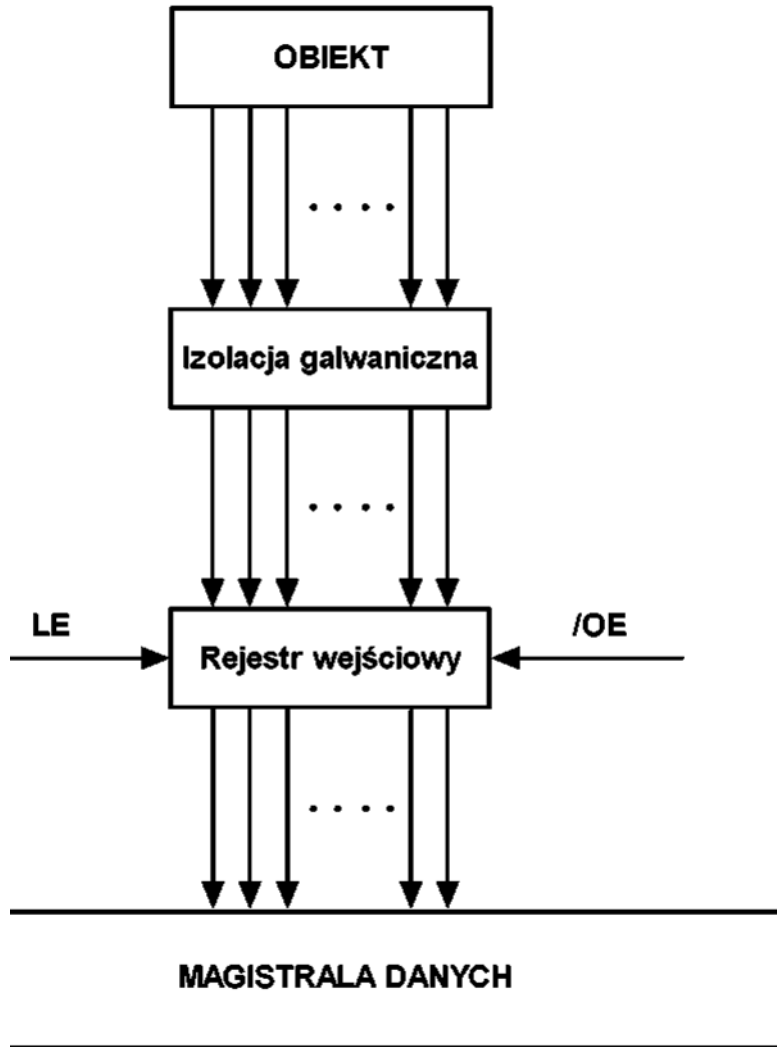 OBIEKT
Izolacja galwaniczna
LE
/OE
Rejestr wejściowy
MAGISTRALA DANYCH